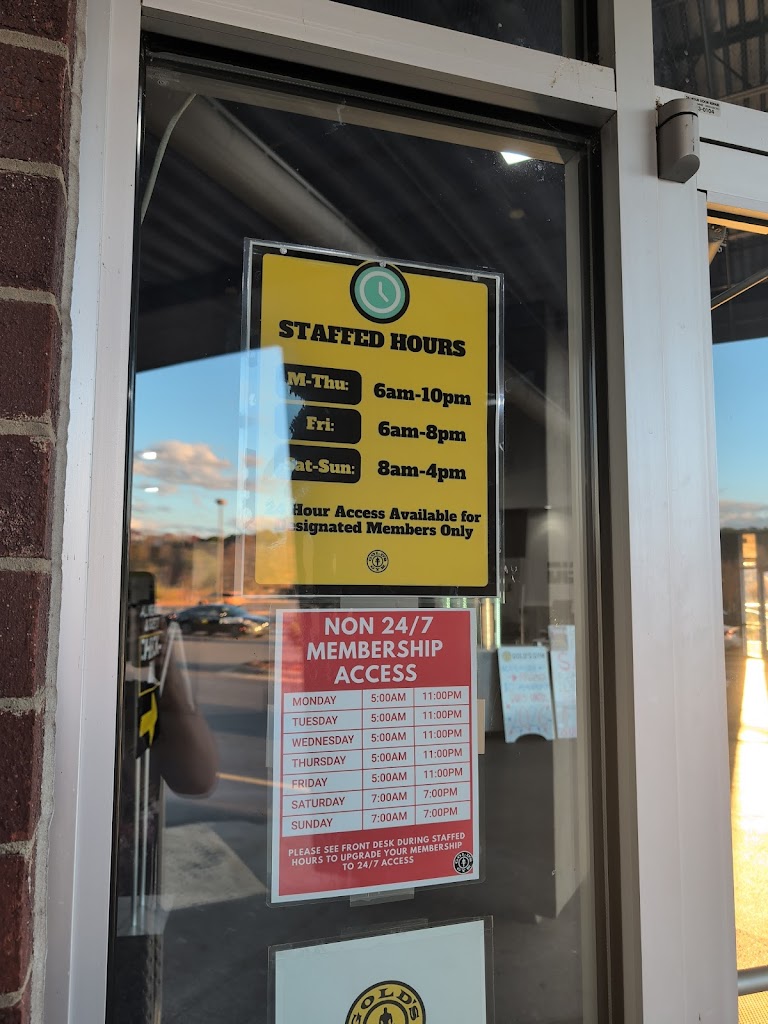 STAFFED HOURS
M-Thu: 6am-10pm
Fri: 6am-8pm
Sat-Sun: 8am-4pm
24 Hour Access Available for
Designated Members Only
NON 24/7
MEMBERSHIP
ACCESS
MONDAY 5:00AM 11:00PM
TUESDAY 5:00AM 11:00PM
WEDNESDAY 5:00AM 11:00PM
THURSDAY 5:00AM 11:00PM
FRIDAY 5:00AM 11:00PM
SATURDAY 7:00AM 7:00PM
SUNDAY 7:00AM 7:00PM
PLEASE SEE FRONT DESK DURING STAFFED
HOURS TO UPGRADE YOUR MEMBERSHIP
TO 24/7 ACCESS
GOLD'S